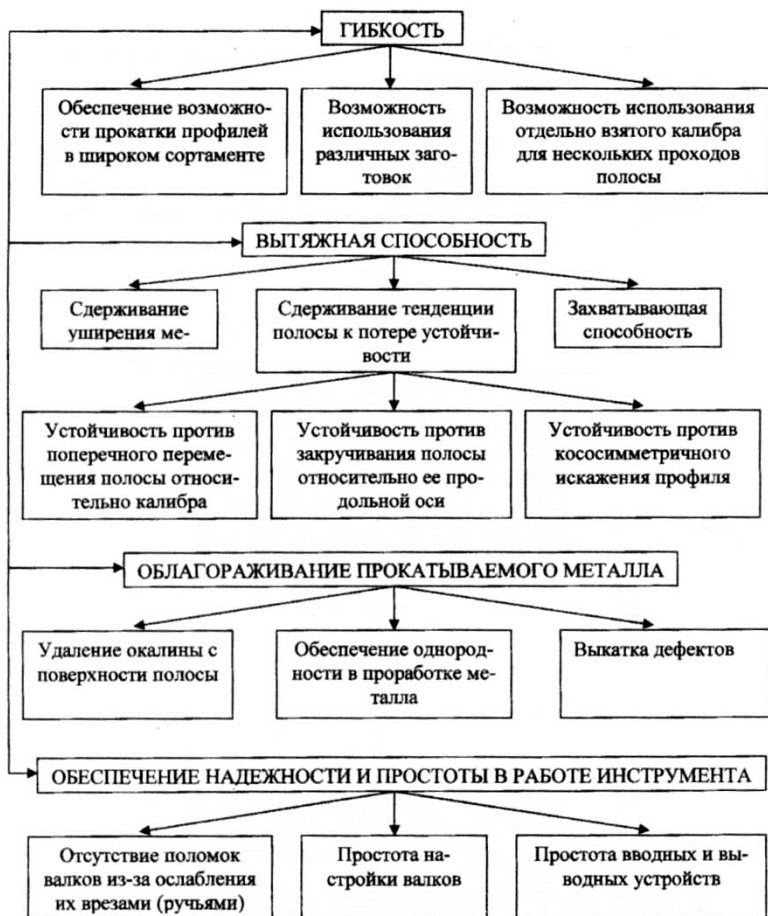 ГИБКОСТЬ
Обеспечение возможно-
сти прокатки профилей
в широком сортаменте
Возможность
использования
различных заго-
товок
Возможность использования
отдельно взятого калибра
для нескольких проходов
полосы
ВЫТЯЖНАЯ СПОСОБНОСТЬ
Сдерживание
уширения ме-
Сдерживание тенденции
полосы к потере устойчи-
вости
Захватывающая
способность
Устойчивость против
поперечного переме-
щения полосы относи-
тельно калибра
Устойчивость против
закручивания полосы
относительно ее про-
дольной оси
Устойчивость против
кососимметричного
искажения профиля
ОБЛАГОРАЖИВАНИЕ ПРОКАТЫВАЕМОГО МЕТАЛЛА
Удаление окалины с
поверхности полосы
Обеспечение однород-
ности в проработке ме-
талла
Выкатка дефектов
ОБЕСПЕЧЕНИЕ НАДЕЖНОСТИ И ПРОСТОТЫ В РАБОТЕ ИНСТРУМЕНТА
Отсутствие поломок
валков из-за ослабления
их врезами (ручьями)
Простота на-
стройки валков
Простота вводных и вы-
водных устройств